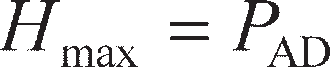 H_max = P_AD